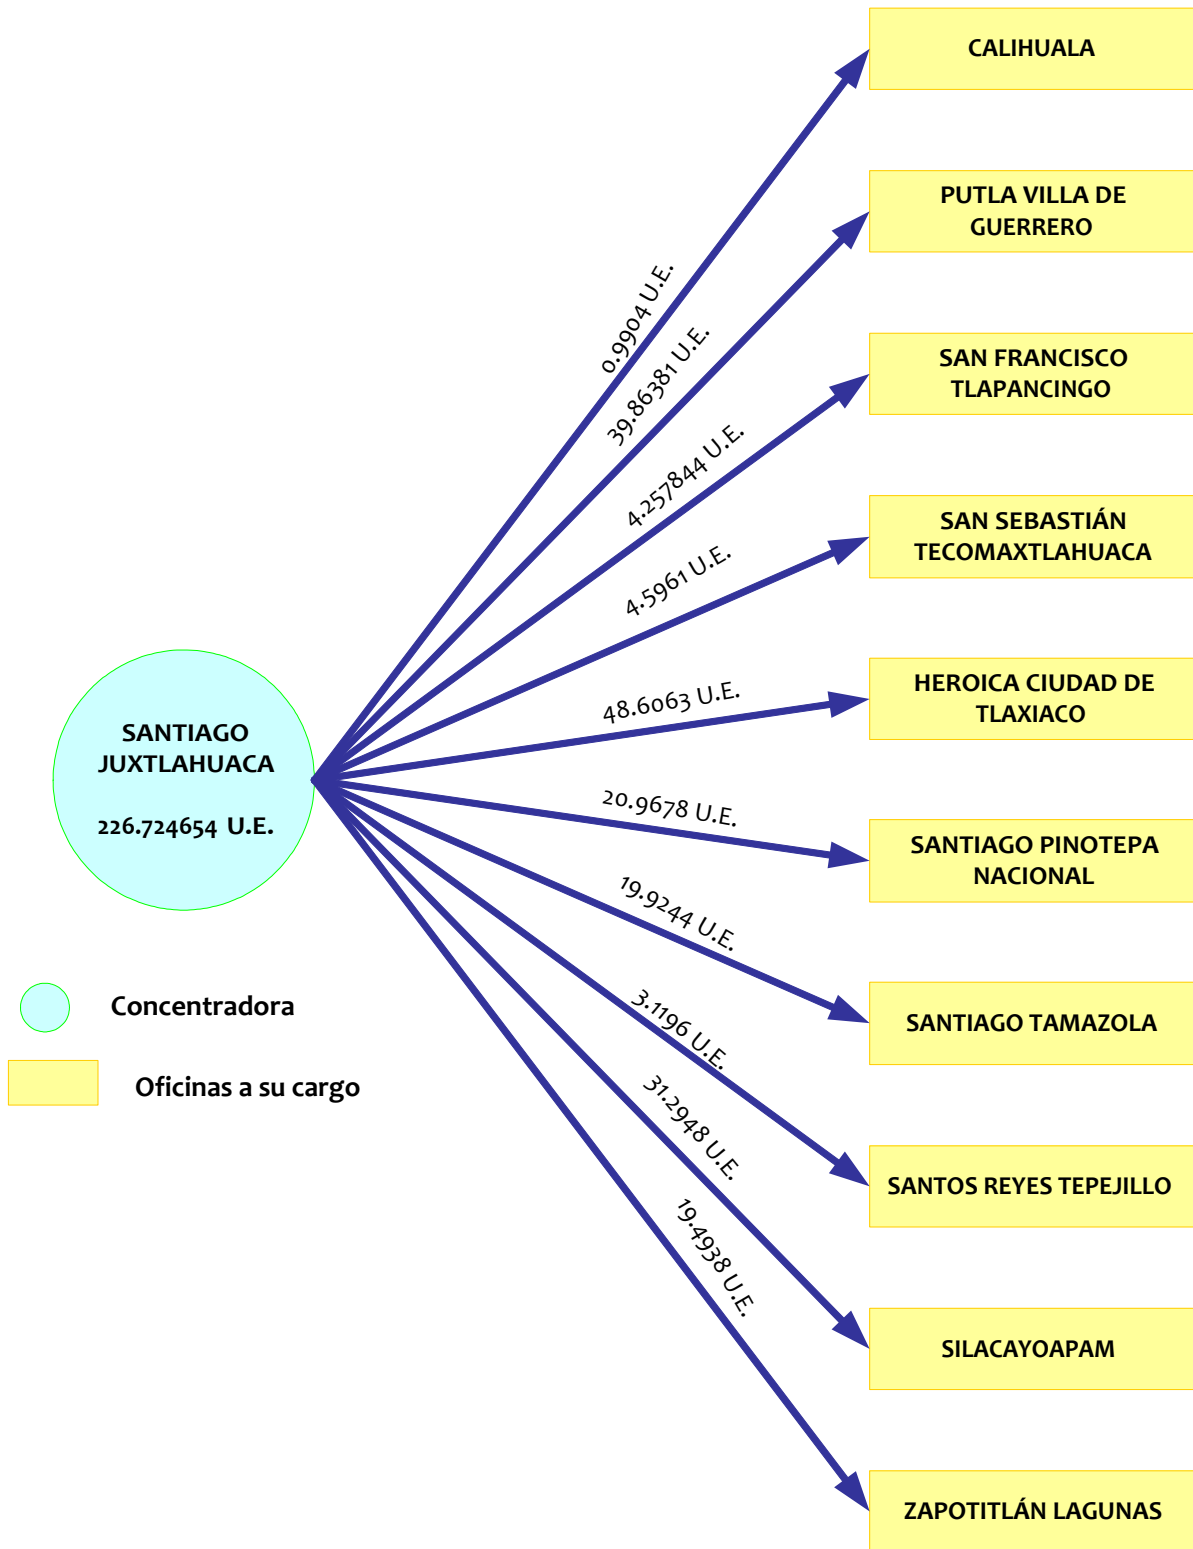 CALIHUALA
PUTLA VILLA DE
GUERRERO
0.9904 U.E.
39.86381 U.E.
SAN FRANCISCO
TLAPANCINGO
4.257844 U.E.
SAN SEBASTIÁN
TECOMAXTLAHUACA
4.5961 U.E.
HEROICA CIUDAD DE
TLAXIACO
48.6063 U.E.
SANTIAGO
JUXTLAHUACA
226.724654 U.E.
20.9678 U.E.
SANTIAGO PINOTEPA
NACIONAL
19.9244 U.E.
SANTIAGO TAMAZOLA
Concentradora
3.1196 U.E.
Oficinas a su cargo
31.2948 U.E.
SANTOS REYES TEPEJILLO
19.4938 U.E.
SILACAYOAPAM
ZAPOTITLÁN LAGUNAS